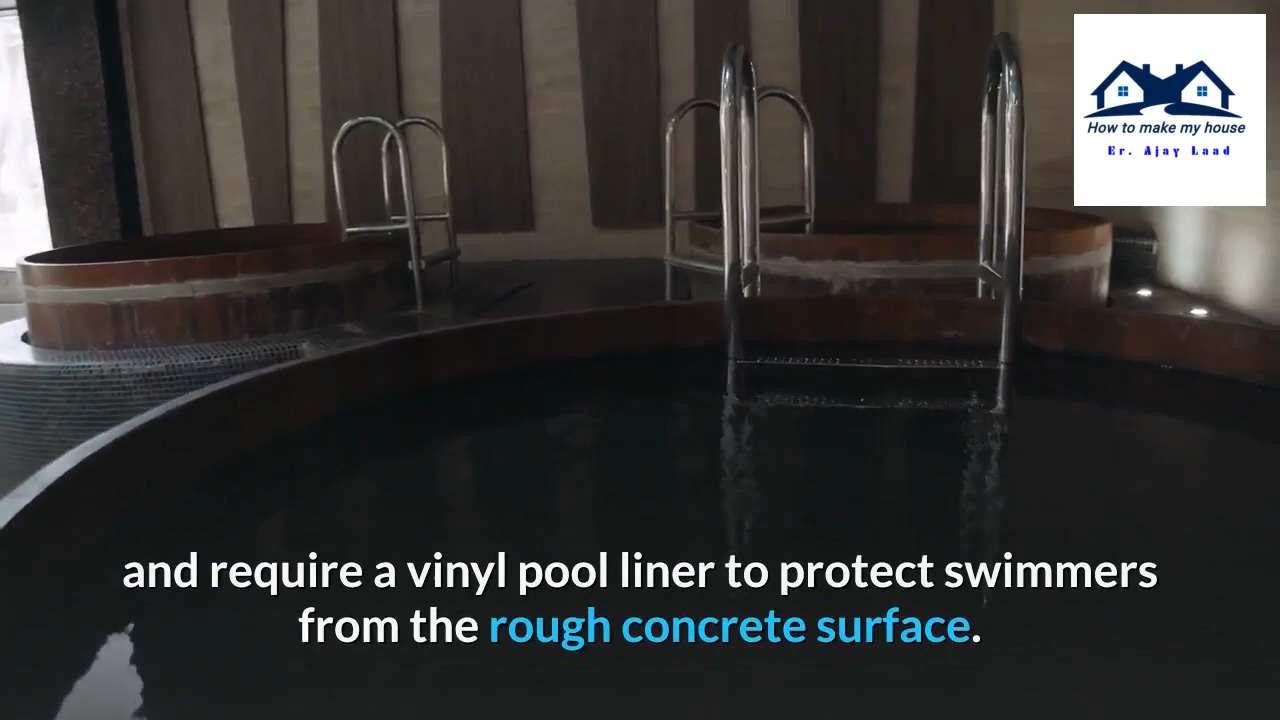 How to make my house
Er. Ajay Laad
and require a vinyl pool liner to protect swimmers
from the rough concrete surface.